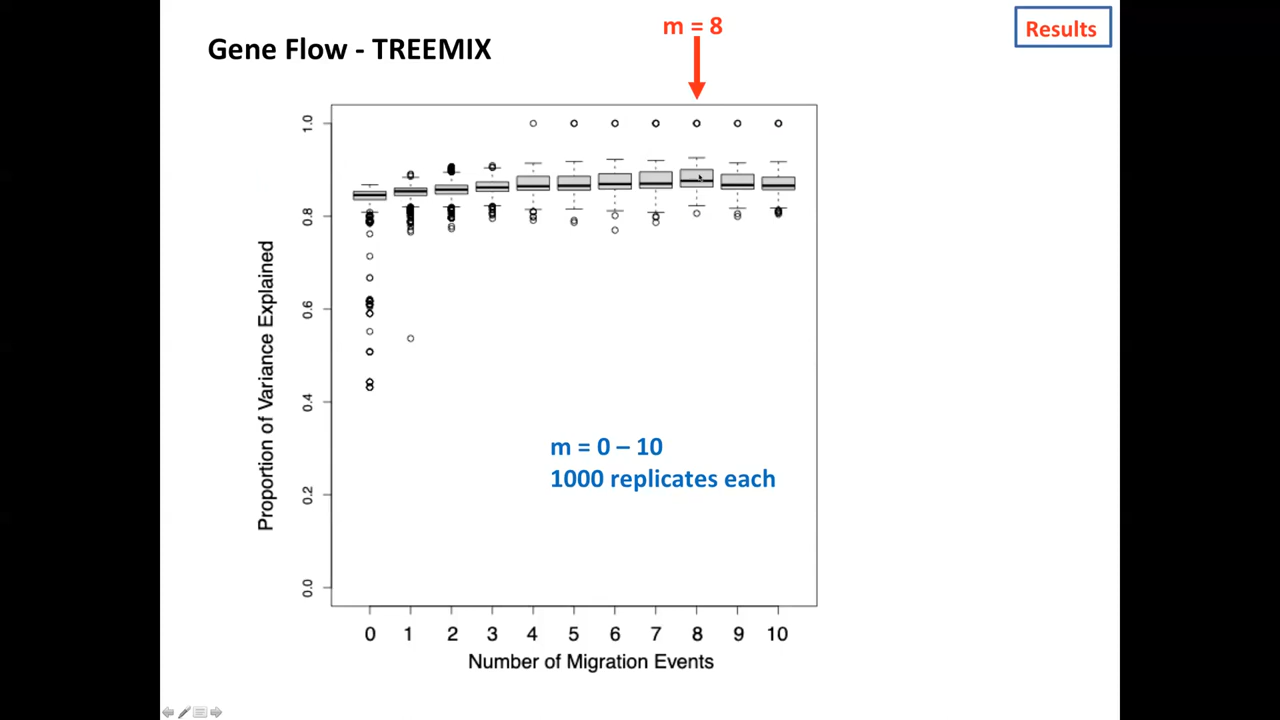 m = 8
Results
Gene Flow - TREEMIX
1.0
0.8
0.6
0.4
0.2
0.0
Proportion of Variance Explained
m = 0 – 10
1000 replicates each
0 1 2 3 4 5 6 7 8 9 10
Number of Migration Events